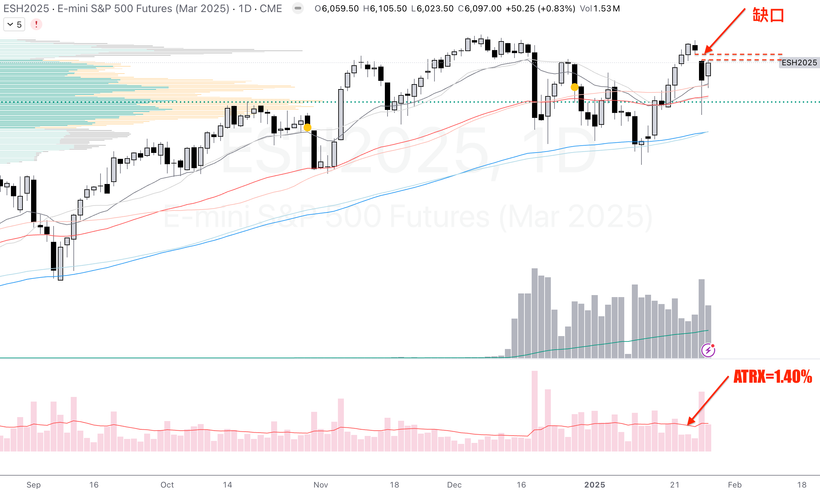 ESH2025 · E-mini S&P 500 Futures (Mar 2025) · 1D · CME O6,059.50 H6,105.50 L6,023.50 C6,097.00 +50.25 (+0.83%) Vol1.53M
5
缺口
ESH2025
ESH2025, 1D
E-mini S&P 500 Futures (Mar 2025)
ATRX=1.40%
Sep 16 Oct 14 Nov 18 Dec 16 2025 21 Feb 18